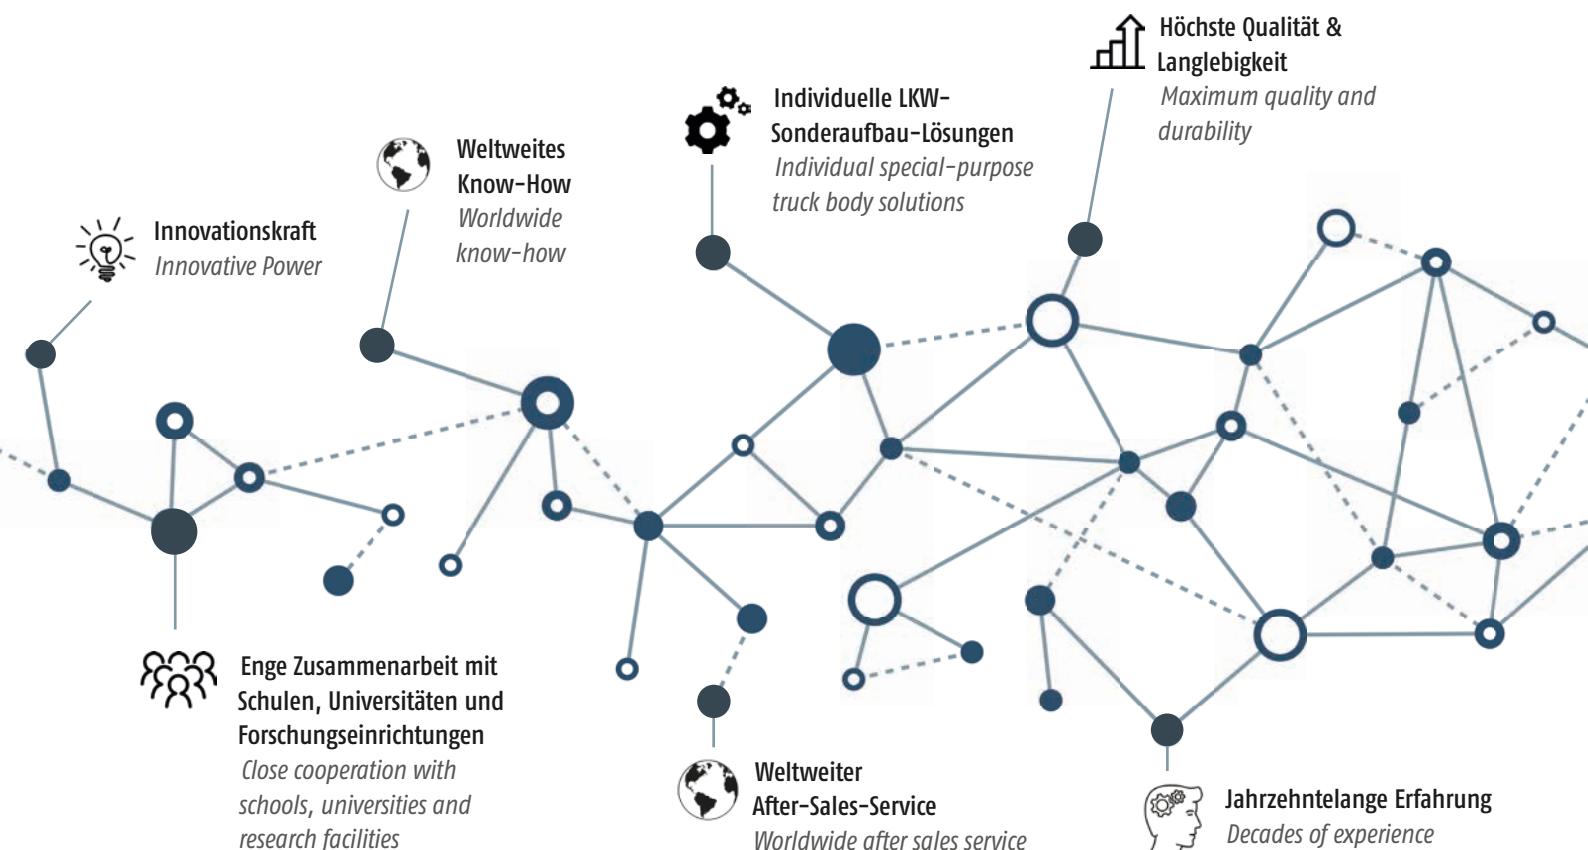 Höchste Qualität &
Langlebigkeit
Maximum quality and
durability
Individuelle LKW-
Sonderaufbau-Lösungen
Individual special-purpose
truck body solutions
Weltweites
Know-How
Worldwide
know-how
Innovationskraft
Innovative Power
Enge Zusammenarbeit mit
Schulen, Universitäten und
Forschungseinrichtungen
Close cooperation with
schools, universities and
research facilities
Weltweiter
After-Sales-Service
Worldwide after sales service
Jahrzehntelange Erfahrung
Decades of experience